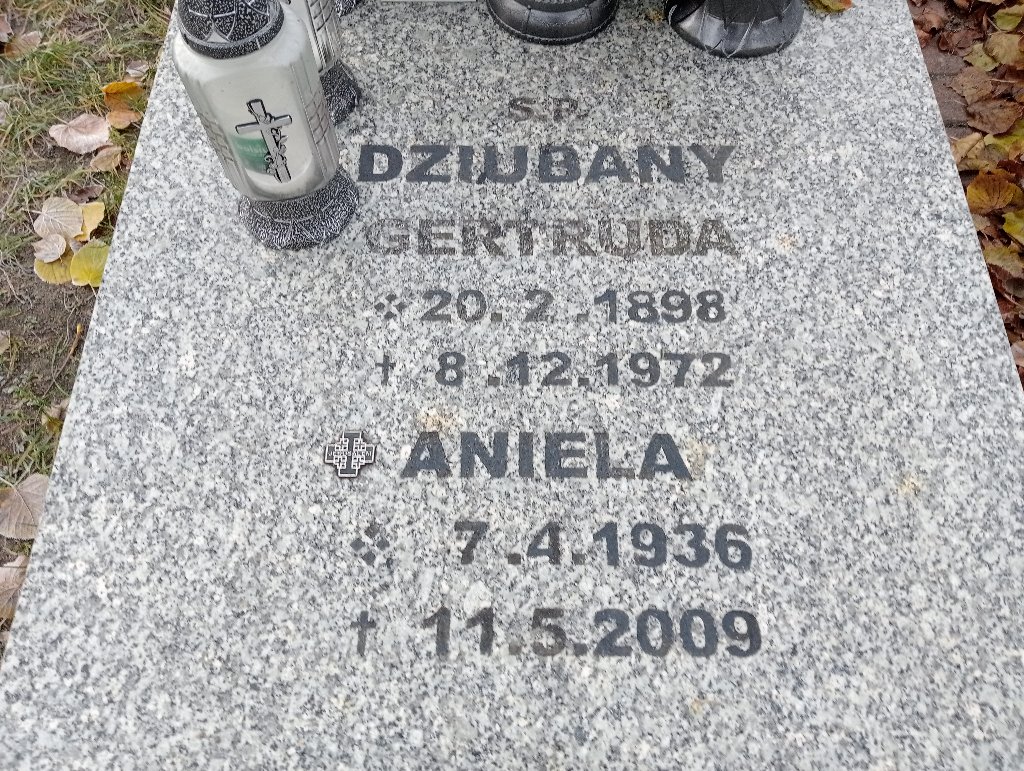 S.P.
DZIUBANY
GERTRUDA
20. 2 .1898
† 8 .12.1972
ANIELA
7 .4.1936
† 11.5.2009